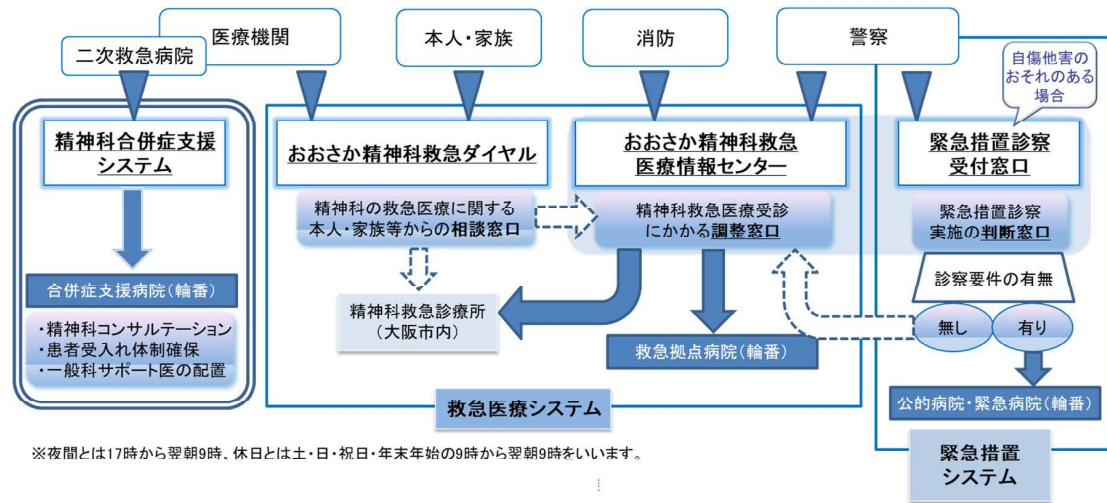 医療機関
本人・家族
消防
警察
二次救急病院
自傷他害の
おそれのある
場合
精神科合併症支援
システム
おおさか精神科救急ダイヤル
おおさか精神科救急
医療情報センター
緊急措置診察
受付窓口
精神科の救急医療に関する
本人・家族等からの相談窓口
精神科救急医療受診
にかかる調整窓口
緊急措置診察
実施の判断窓口
診察要件の有無
無し
有り
合併症支援病院(輪番)
・精神科コンサルテーション
・患者受入れ体制確保
・一般科サポート医の配置
精神科救急診療所
(大阪市内)
救急拠点病院(輪番)
公的病院・緊急病院(輪番)
救急医療システム
緊急措置
システム
※夜間とは17時から翌朝9時、休日とは土・日・祝日・年末年始の9時から翌朝9時をいいます。